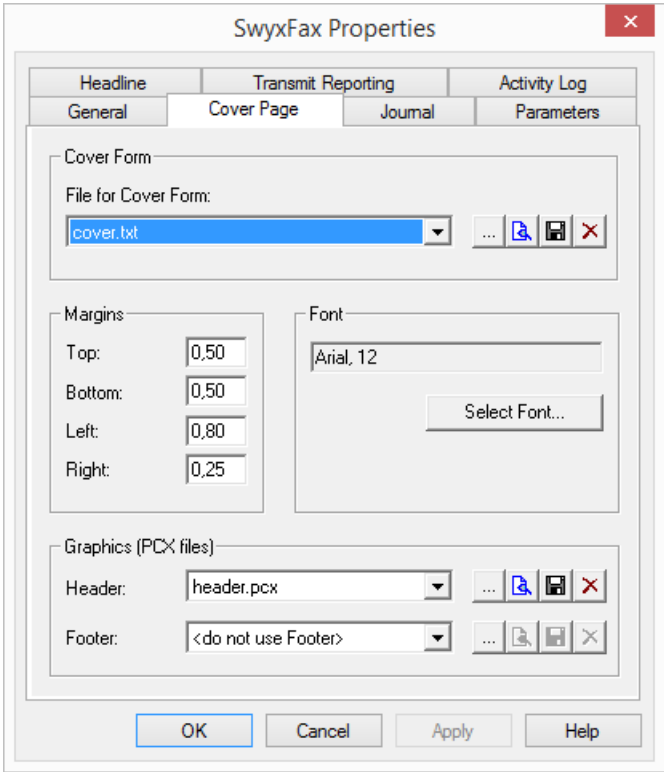 SwyxFax Properties
Headline Transmit Reporting Activity Log
General Cover Page Journal Parameters
Cover Form
File for Cover Form:
cover.txt ...
Margins
Top: 0,50
Bottom: 0,50
Left: 0,80
Right: 0,25
Font
Arial, 12
Select Font...
Graphics (PCX files)
Header: header.pcx ...
Footer: <do not use Footer> ...
OK Cancel Apply Help